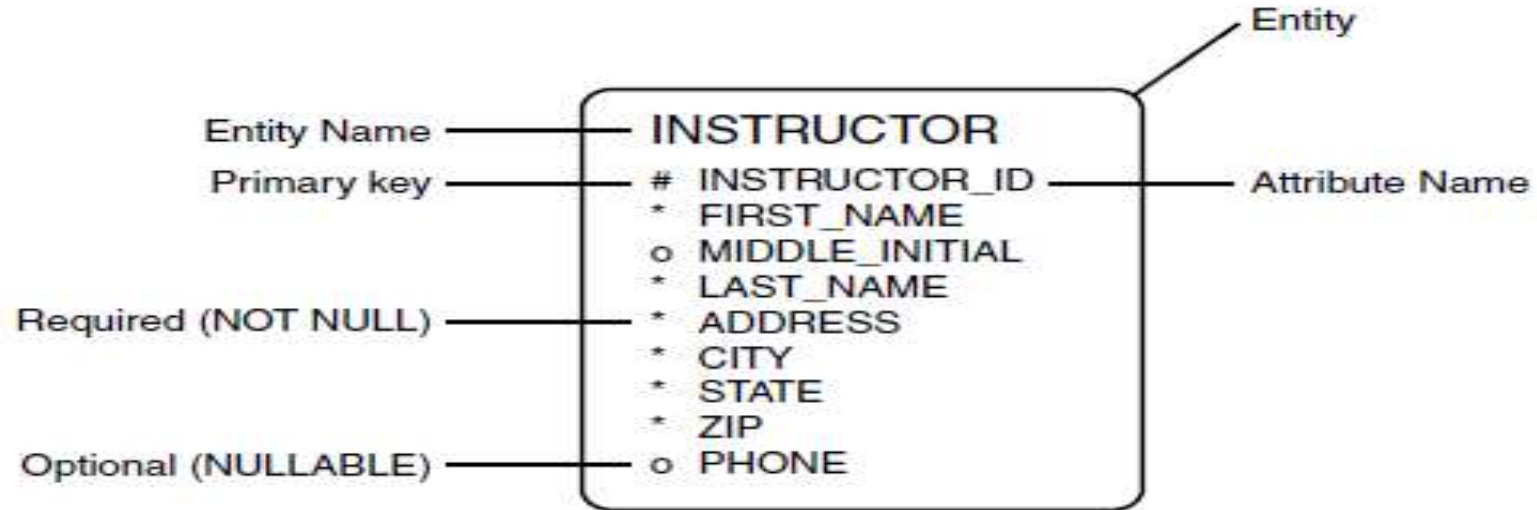 Entity
Entity Name
INSTRUCTOR
Primary key
# INSTRUCTOR_ID
Attribute Name
* FIRST_NAME
o MIDDLE_INITIAL
* LAST_NAME
Required (NOT NULL)
* ADDRESS
* CITY
* STATE
* ZIP
Optional (NULLABLE)
o PHONE